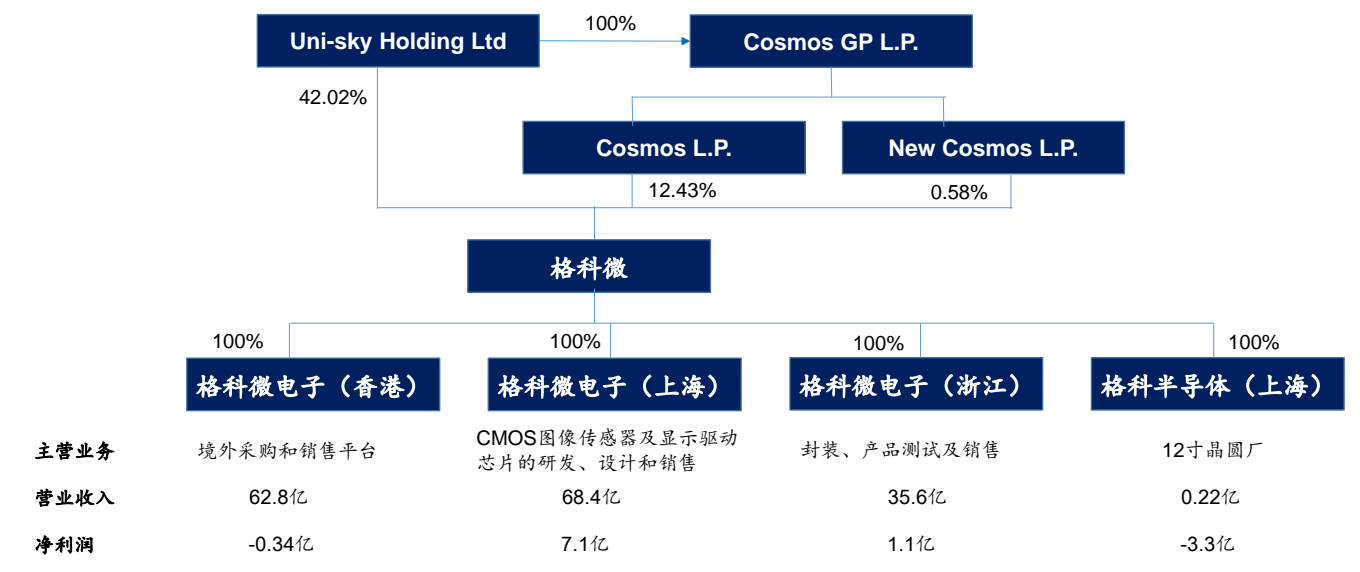 100%
Uni-sky Holding Ltd
Cosmos GP L.P.
42.02%
Cosmos L.P.
New Cosmos L.P.
12.43%
0.58%
格科微
100%
100%
100%
100%
格科微电子（香港）
格科微电子（上海）
格科微电子（浙江）
格科半导体（上海）
主营业务
境外采购和销售平台
CMOS图像传感器及显示驱动
芯片的研发、设计和销售
封装、产品测试及销售
12寸晶圆厂
营业收入
62.8亿
68.4亿
35.6亿
0.22亿
净利润
-0.34亿
7.1亿
1.1亿
-3.3亿